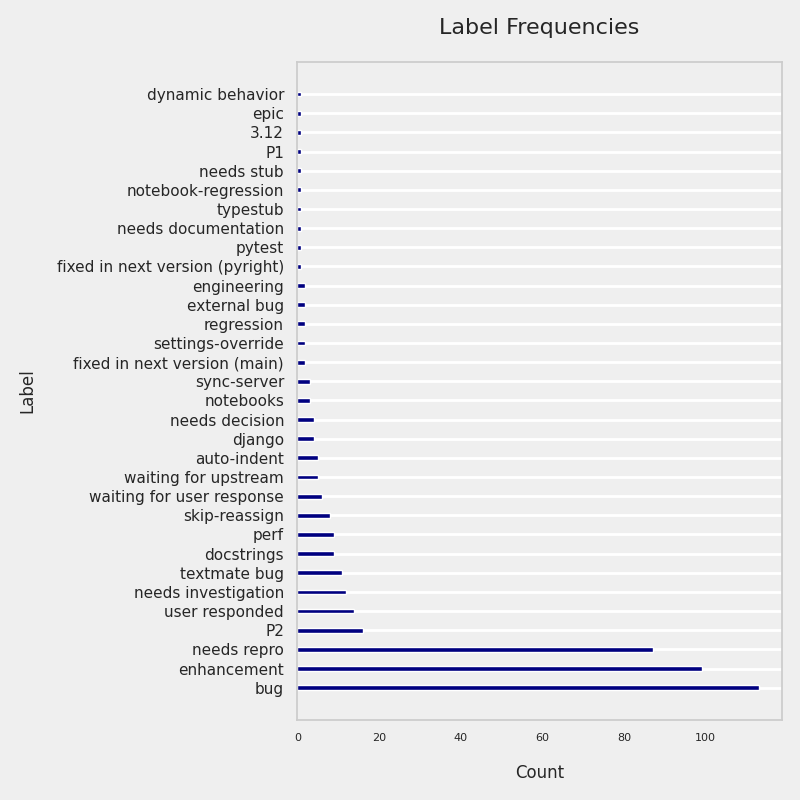 Label Frequencies
dynamic behavior
epic
3.12
P1
needs stub
notebook-regression
typestub
needs documentation
pytest
fixed in next version (pyright)
engineering
external bug
regression
settings-override
fixed in next version (main)
sync-server
notebooks
needs decision
django
auto-indent
waiting for upstream
waiting for user response
skip-reassign
perf
docstrings
textmate bug
needs investigation
user responded
P2
needs repro
enhancement
bug
Label
0 20 40 60 80 100
Count